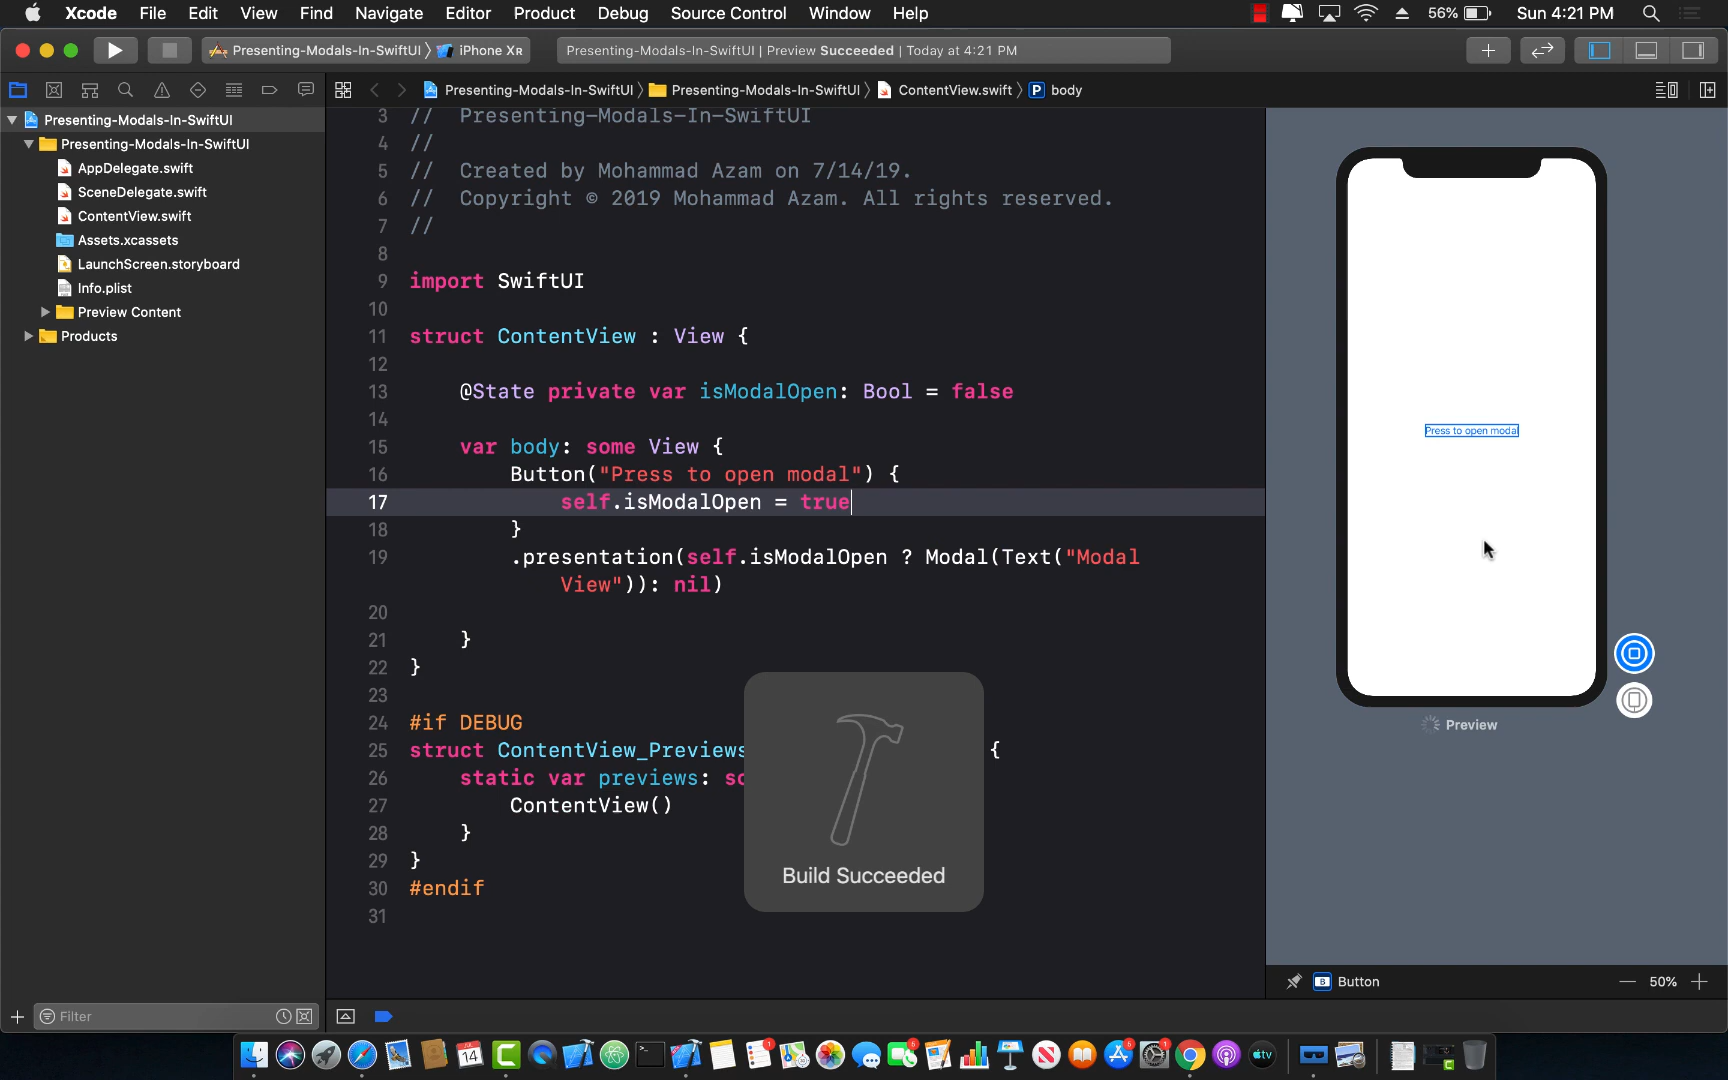 Xcode File Edit View Find Navigate Editor Product Debug Source Control Window Help 56% Sun 4:21 PM
Presenting-Modals-In-SwiftUI iPhone XR Presenting-Modals-In-SwiftUI | Preview Succeeded | Today at 4:21 PM
Presenting-Modals-In-SwiftUI Presenting-Modals-In-SwiftUI ContentView.swift P body
Presenting-Modals-In-SwiftUI
Presenting-Modals-In-SwiftUI
AppDelegate.swift
SceneDelegate.swift
ContentView.swift
Assets.xcassets
LaunchScreen.storyboard
Info.plist
Preview Content
Products
Filter
3 // Presenting-Modals-In-SwiftUI
4 //
5 // Created by Mohammad Azam on 7/14/19.
6 // Copyright © 2019 Mohammad Azam. All rights reserved.
7 //
8
9 import SwiftUI
10
11 struct ContentView : View {
12
13 @State private var isModalOpen: Bool = false
14
15 var body: some View {
16 Button("Press to open modal") {
17 self.isModalOpen = true
18 }
19 .presentation(self.isModalOpen ? Modal(Text("Modal
View")): nil)
20
21 }
22 }
23
24 #if DEBUG
25 struct ContentView_Previews {
26 static var previews:
27 ContentView()
28 }
29 }
30 #endif
31
Build Succeeded
Press to open modal
Preview
B Button 50%
JUL 14 1 6 5 1 tv